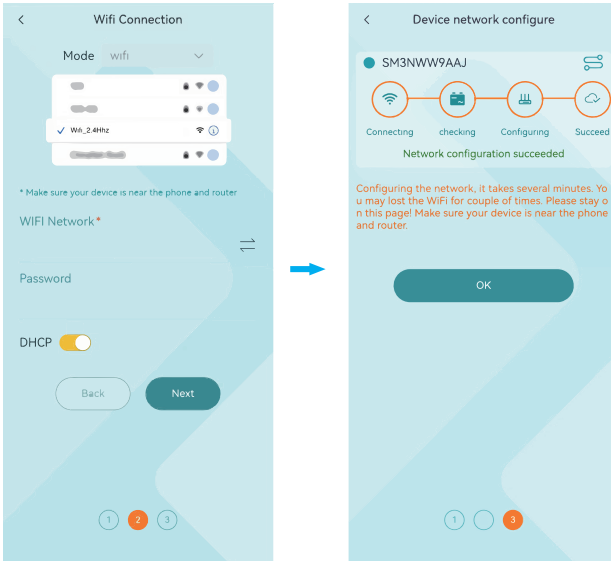 Wifi Connection
Mode wifi
Wifi_2.4Hhz
* Make sure your device is near the phone and router
WIFI Network*
Password
DHCP
Back Next
1 2 3
Device network configure
SM3NWW9AAJ
Connecting checking Configuring Succeed
Network configuration succeeded
Configuring the network, it takes several minutes. Yo
u may lost the WiFi for couple of times. Please stay o
n this page! Make sure your device is near the phone
and router.
OK
1 3